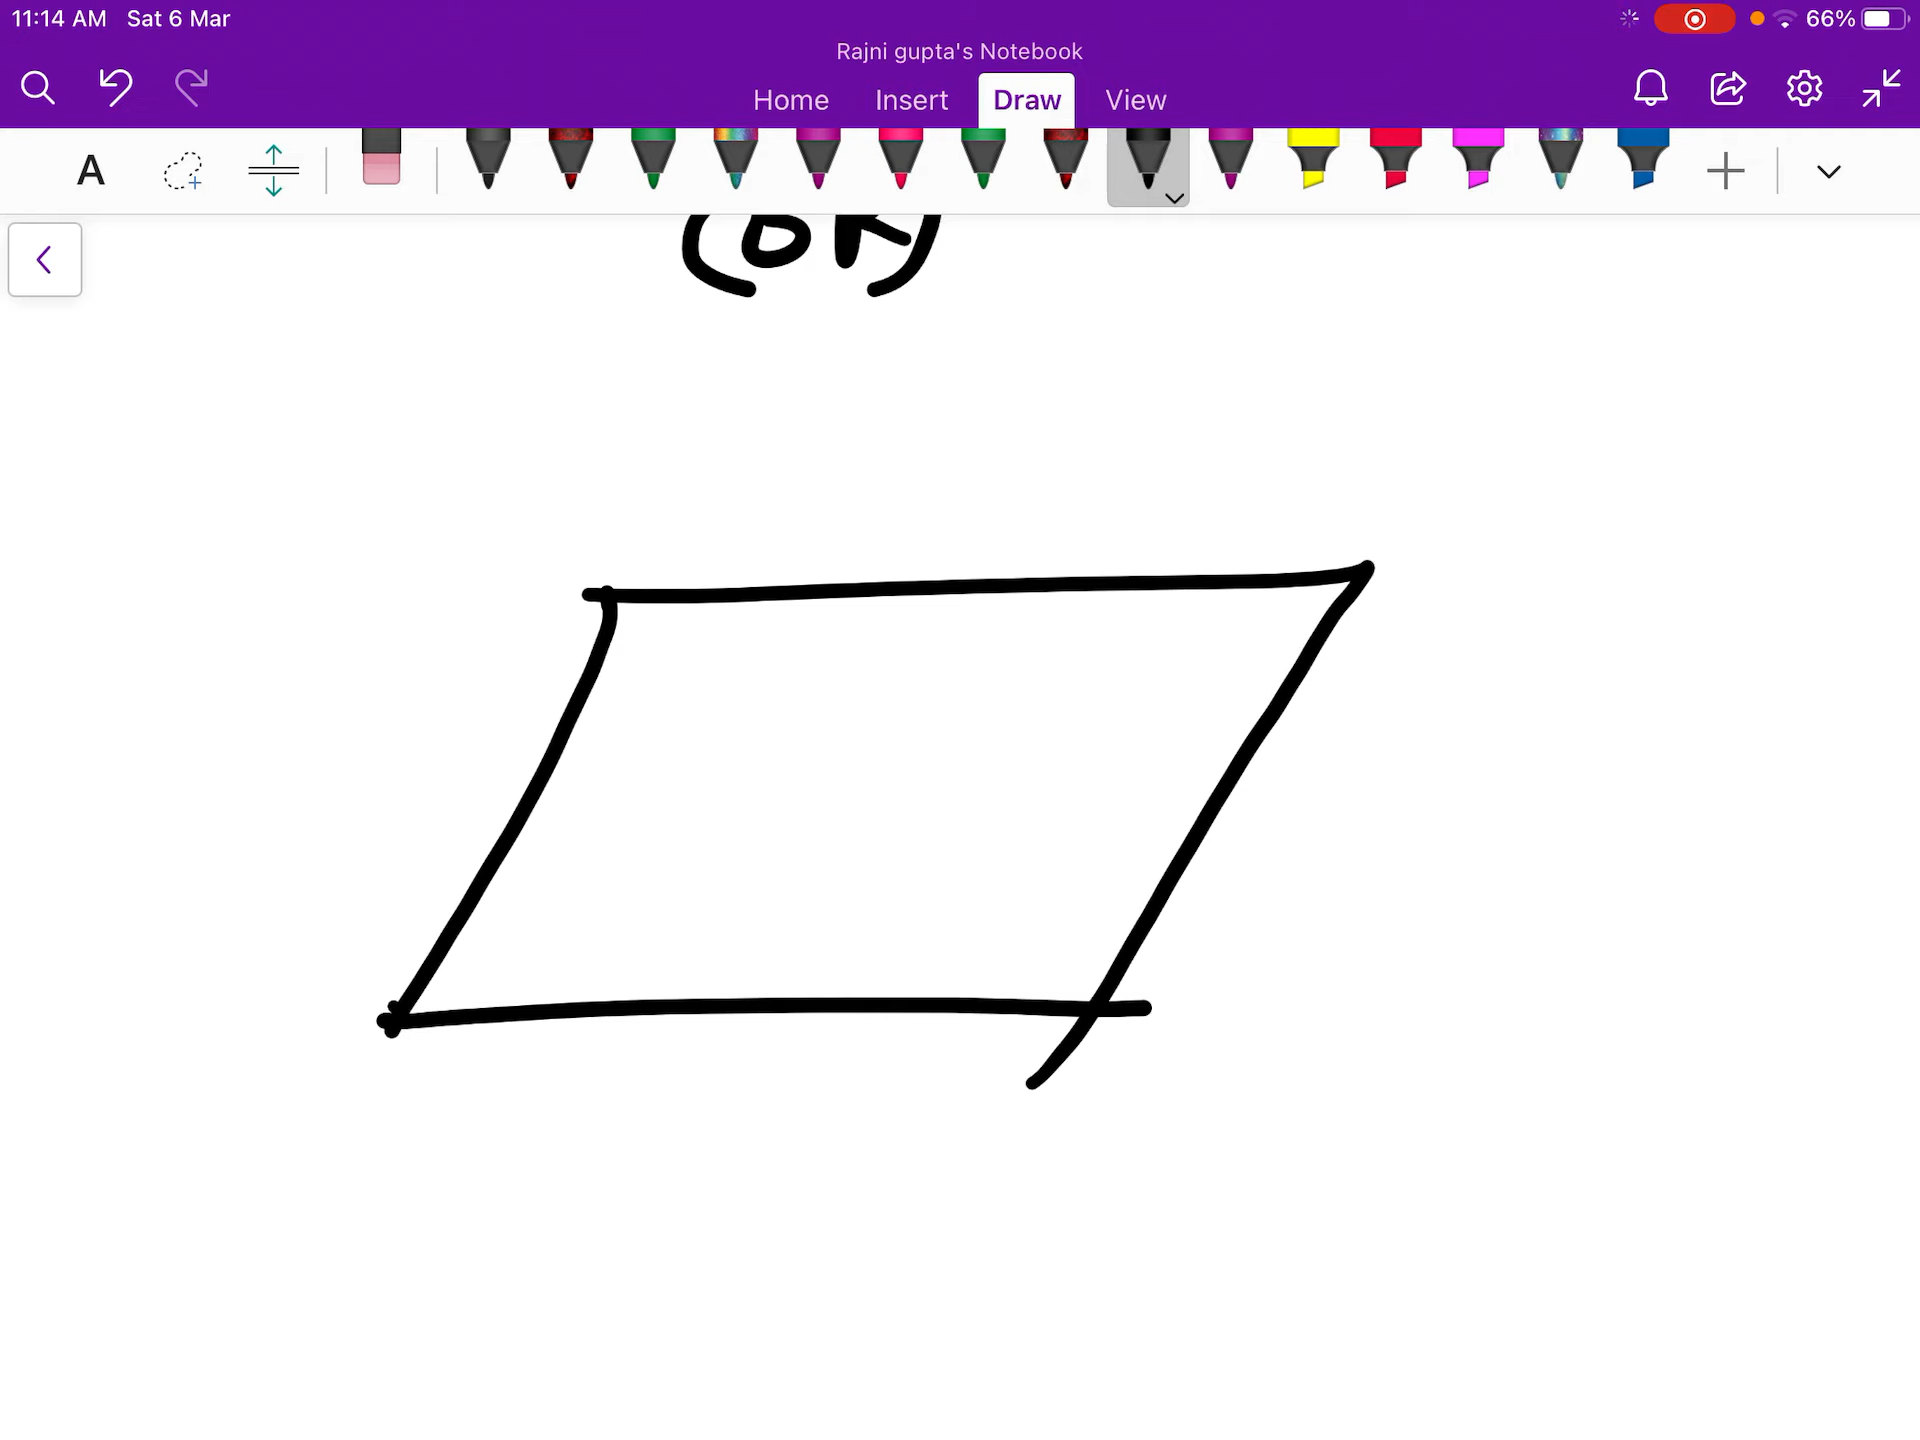 11:14 AM Sat 6 Mar
66%
Rajni gupta's Notebook
Home Insert Draw View
A